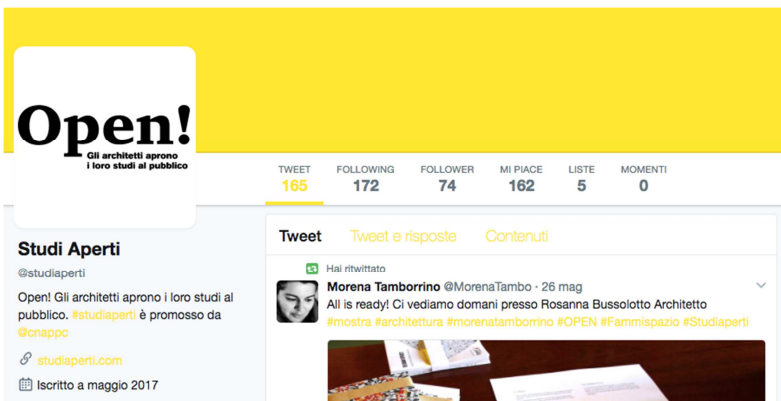 Open!
Gli architetti aprono
i loro studi al pubblico
TWEET
165
FOLLOWING
172
FOLLOWER
74
MI PIACE
162
LISTE
5
MOMENTI
0
Studi Aperti
@studiaperti
Open! Gli architetti aprono i loro studi al
pubblico. #studiaperti è promosso da
@cnappc
studiaperti.com
Iscritto a maggio 2017
Tweet Tweet e risposte Contenuti
Hai ritwittato
Morena Tamborrino @MorenaTambo · 26 mag
All is ready! Ci vediamo domani presso Rosanna Bussolotto Architetto
#mostra #architettura #morenatamborrino #OPEN #Fammispazio #Studiaperti